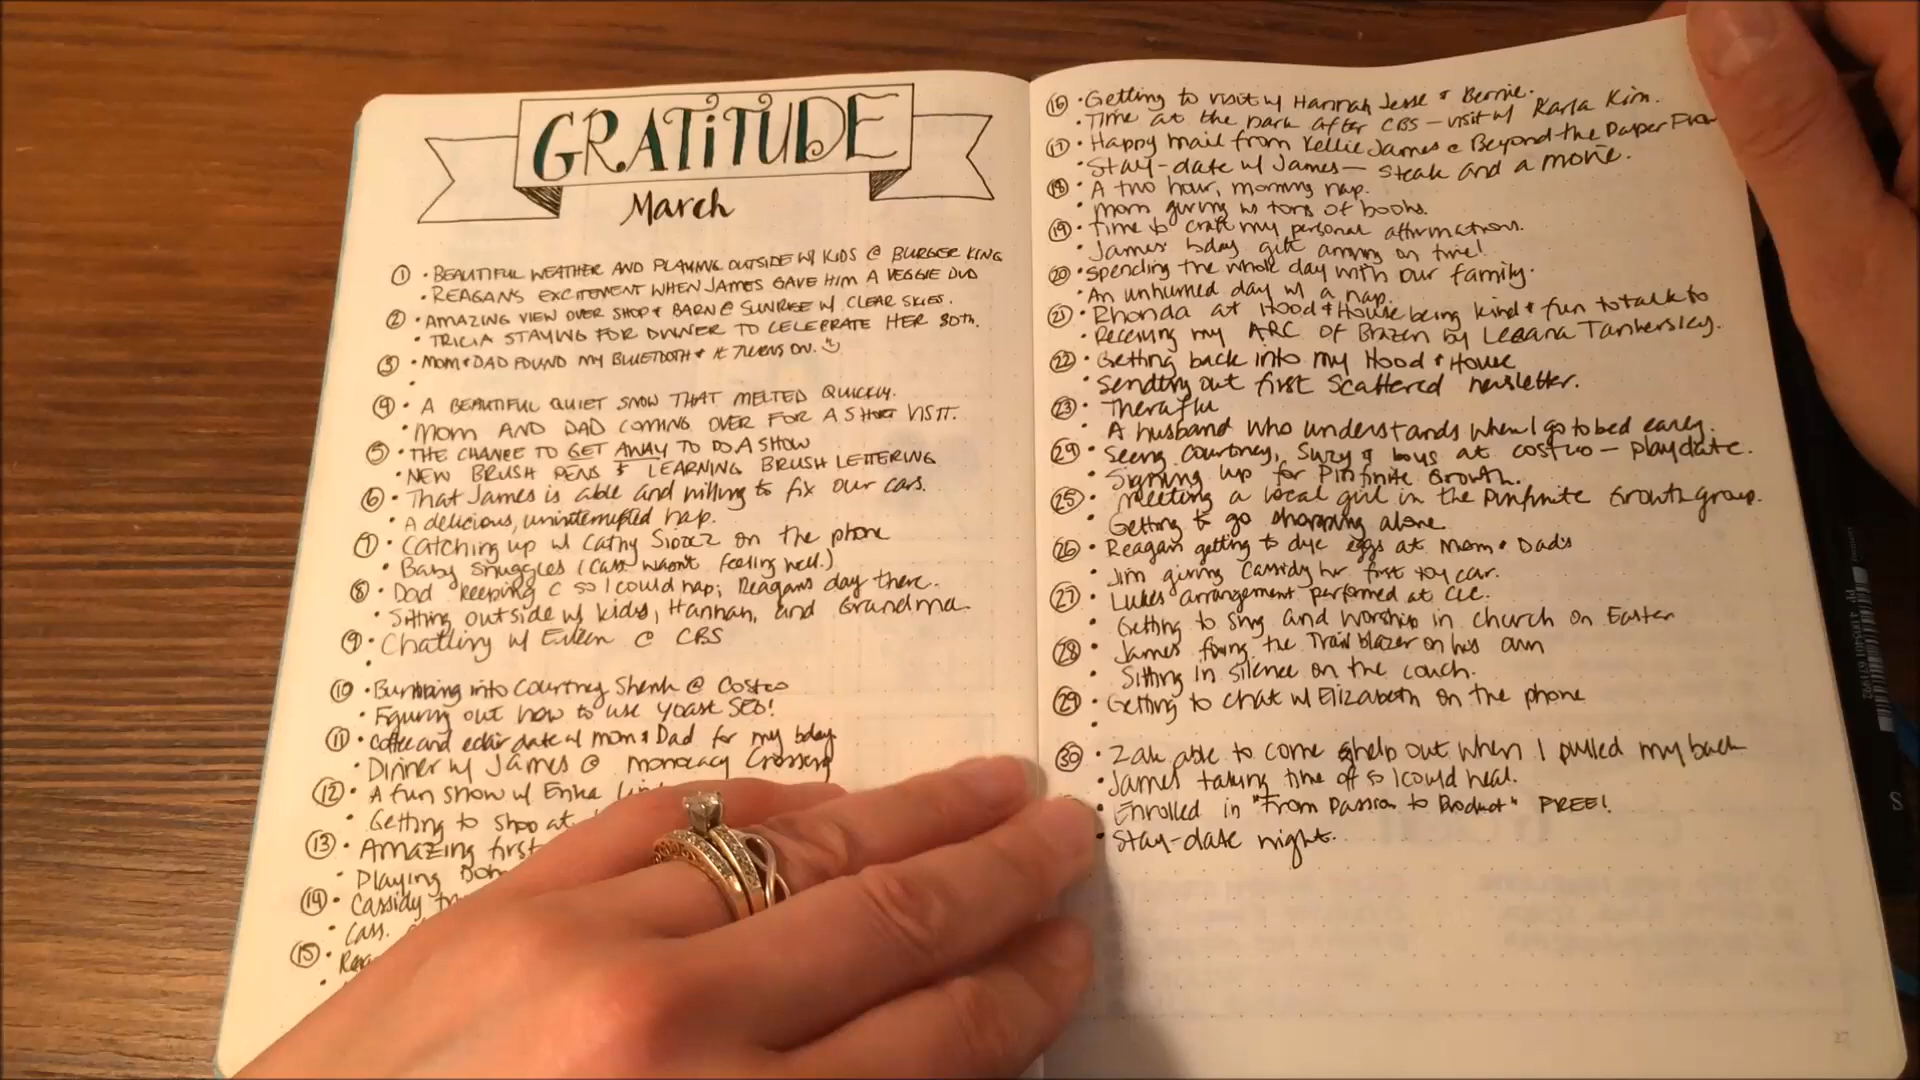 GRATITUDE
March
① • BEAUTIFUL WEATHER AND PLAYING OUTSIDE W/ KIDS @ BURGER KING
• REAGAN'S EXCITEMENT WHEN JAMES GAVE HIM A VEGGIE DVD
② • AMAZING VIEW OVER SHOP & BARN @ SUNRISE W/ CLEAR SKIES.
• TRICIA STAYING FOR DINNER TO CELEBRATE HER 30th.
③ • MOM & DAD FOUND MY BLUETOOTH & IT TURNS ON. ☺
•
④ • A BEAUTIFUL QUIET SNOW THAT MELTED QUICKLY.
• MOM AND DAD COMING OVER FOR A SHORT VISIT.
⑤ • THE CHANCE TO GET AWAY TO DO A SHOW
• NEW BRUSH PENS & LEARNING BRUSH LETTERING
⑥ • That James is able and willing to fix our cars.
• A delicious, uninterrupted nap.
⑦ • Catching up w/ Cathy on the phone
• Baby snuggles (Cass. wasn't feeling well.)
⑧ • Dad keeping C so I could nap; Reagan's day there.
• Sitting outside w/ kids, Hannah, and Grandma
⑨ • Chatting w/ Eileen @ CBS
•
⑩ • Bumping into Courtney Shenk @ Costco
• Figuring out how to use Yoast SEO!
⑪ • Coffee and eclair date w/ mom & Dad for my bday
• Dinner w/ James @ monocacy Crossing
⑫ • A fun show w/ Erika
• Getting to shop at
⑬ • Amazing first
• Playing
⑭ • Cassidy
• Cass.
⑮ •
•
⑯ • Getting to visit w/ Hannah Jesse & Bernie.
• Time at the park after CBS – visit w/ Karla Kim.
⑰ • Happy mail from Kellie James @ Beyond the Paper
• Stay-date w/ James – steak and a movie.
⑱ • A two hour, morning nap.
• Mom giving us tons of books.
⑲ • Time to craft my personal affirmations.
• James' bday gift arriving on time!
⑳ • Spending the whole day with our family.
• An unhurried day w/ a nap.
㉑ • Rhonda at Hood & House being kind & fun to talk to
• Receiving my ARC of Brazen by Leeana Tankersley.
㉒ • Getting back into my Hood & House
• Sending out first Scattered newsletter.
㉓ • Theraflu
• A husband who understands when I go to bed early.
㉔ • Seeing Courtney, Suzy & boys at Costco – playdate.
• Signing up for Pinfinite Growth.
㉕ • Meeting a local girl in the Pinfinite Growth group.
• Getting to go shopping alone
㉖ • Reagan getting to dye eggs at Mom & Dad's
• Jim giving Cassidy her first toy car.
㉗ • Luke's arrangement performed at CLC.
• Getting to sing and worship in church on Easter
㉘ • James fixing the Trail blazer on his own
• Sitting in silence on the couch.
㉙ • Getting to chat w/ Elizabeth on the phone
•
㉚ • Zak able to come & help out when I pulled my back
• James taking time off so I could heal.
• Enrolled in "From Passion to Product" FREE!
• Stay-date night.
37